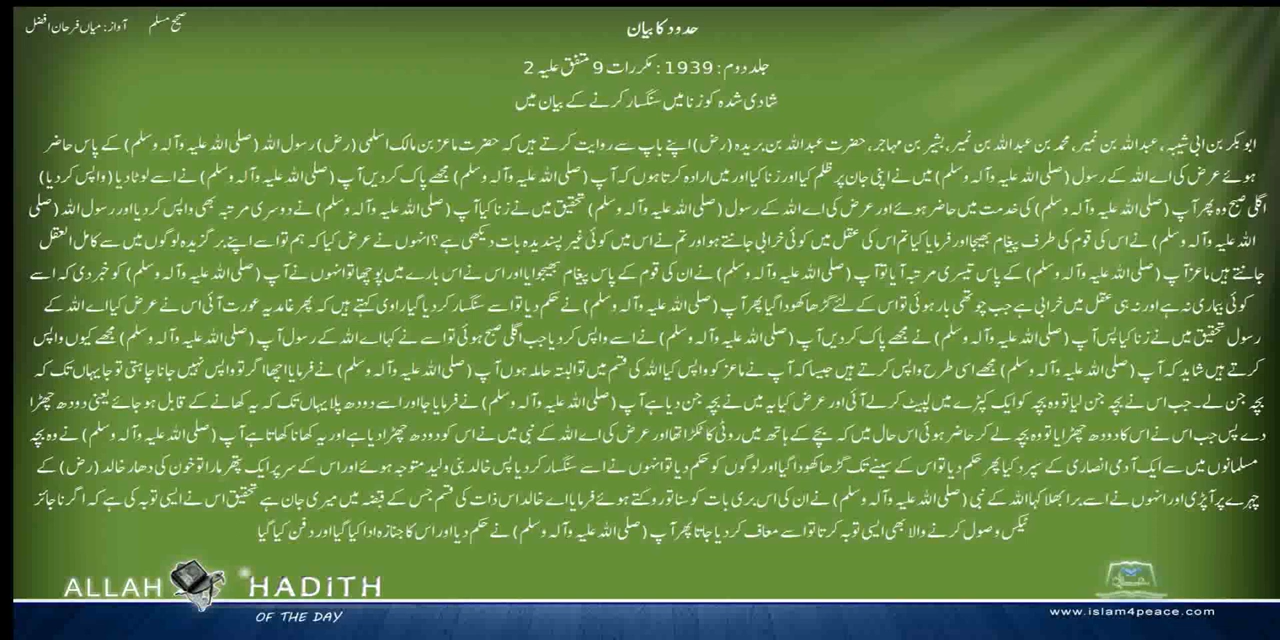 صحیح مسلم آواز: میاں فرحان افضل
حدود کا بیان
جلد دوم : 1939 : مکررات 9 متفق علیہ 2
شادی شدہ کو زنا میں سنگسار کرنے کے بیان میں
ابوبکر بن ابی شیبہ، عبداللہ بن نمیر، محمد بن عبداللہ بن نمیر، بشیر بن مہاجر، حضرت عبداللہ بن بریدہ (رض) اپنے باپ سے روایت کرتے ہیں کہ حضرت ماعز بن مالک اسلمی (رض) رسول اللہ (صلی اللہ علیہ وآلہ وسلم) کے پاس حاضر
ہوئے عرض کی اے اللہ کے رسول (صلی اللہ علیہ وآلہ وسلم) میں نے اپنی جان پر ظلم کیا اور زنا کیا اور میں ارادہ کرتا ہوں کہ آپ (صلی اللہ علیہ وآلہ وسلم) مجھے پاک کردیں آپ (صلی اللہ علیہ وآلہ وسلم) نے اسے لوٹا دیا (واپس کردیا)
اگلی صبح وہ پھر آپ (صلی اللہ علیہ وآلہ وسلم) کی خدمت میں حاضر ہوئے اور عرض کی اے اللہ کے رسول (صلی اللہ علیہ وآلہ وسلم) تحقیق میں نے زنا کیا آپ (صلی اللہ علیہ وآلہ وسلم) نے دوسری مرتبہ بھی واپس کردیا اور رسول اللہ (صلی
اللہ علیہ وآلہ وسلم) نے اس کی قوم کی طرف پیغام بھیجا اور فرمایا کیا تم اس کی عقل میں کوئی خرابی جانتے ہو اور تم نے اس میں کوئی غیر پسندیدہ بات دیکھی ہے؟ انہوں نے عرض کیا کہ ہم تو اسے اپنے برگزیدہ لوگوں میں سے کامل العقل
جانتے ہیں ماعز آپ (صلی اللہ علیہ وآلہ وسلم) کے پاس تیسری مرتبہ آیا تو آپ (صلی اللہ علیہ وآلہ وسلم) نے ان کی قوم کے پاس پیغام بھیجوایا اور اس نے اس بارے میں پوچھا تو انہوں نے آپ (صلی اللہ علیہ وآلہ وسلم) کو خبر دی کہ اسے
کوئی بیماری نہ ہے اور نہ ہی عقل میں خرابی ہے جب چوتھی بار ہوئی تو اس کے لئے گڑھا کھودا گیا پھر آپ (صلی اللہ علیہ وآلہ وسلم) نے حکم دیا تو اسے سنگسار کردیا گیا راوی کہتے ہیں کہ پھر غامدیہ عورت آئی اس نے عرض کیا اے اللہ کے
رسول تحقیق میں نے زنا کیا پس آپ (صلی اللہ علیہ وآلہ وسلم) نے مجھے پاک کردیں آپ (صلی اللہ علیہ وآلہ وسلم) نے اسے واپس کردیا جب اگلی صبح ہوئی تو اس نے کہا اے اللہ کے رسول آپ (صلی اللہ علیہ وآلہ وسلم) مجھے کیوں واپس
کرتے ہیں شاید کہ آپ (صلی اللہ علیہ وآلہ وسلم) مجھے اسی طرح واپس کرتے ہیں جیسا کہ آپ نے ماعز کو واپس کیا اللہ کی قسم میں تو البتہ حاملہ ہوں آپ (صلی اللہ علیہ وآلہ وسلم) نے فرمایا اچھا اگر تو واپس نہیں جانا چاہتی تو جا یہاں تک کہ
بچہ جن لے۔ جب اس نے بچہ جن لیا تو وہ بچہ کو ایک کپڑے میں لپیٹ کر لے آئی اور عرض کیا یہ میں نے بچہ جن دیا ہے آپ (صلی اللہ علیہ وآلہ وسلم) نے فرمایا جا اور اسے دودھ پلا یہاں تک کہ یہ کھانے کے قابل ہوجائے یعنی دودھ چھڑا
دے پس جب اس نے اس کا دودھ چھڑایا تو وہ بچہ لے کر حاضر ہوئی اس حال میں کہ بچے کے ہاتھ میں روٹی کا ٹکڑا تھا اور عرض کی اے اللہ کے نبی میں نے اس کو دودھ چھڑا دیا ہے اور یہ کھانا کھاتا ہے آپ (صلی اللہ علیہ وآلہ وسلم) نے وہ بچہ
مسلمانوں میں سے ایک آدمی انصاری کے سپرد کیا پھر حکم دیا تو اس کے سینے تک گڑھا کھودا گیا اور لوگوں کو حکم دیا تو انہوں نے اسے سنگسار کردیا پس خالد بنی ولید متوجہ ہوئے اور اس کے سر پر ایک پتھر مارا تو خون کی دھار خالد (رض) کے
چہرے پر آپڑی اور انہوں نے اسے برا بھلا کہا اللہ کے نبی (صلی اللہ علیہ وآلہ وسلم) نے ان کی اس بری بات کو سنا تو روکتے ہوئے فرمایا اے خالد اس ذات کی قسم جس کے قبضہ میں میری جان ہے تحقیق اس نے ایسی توبہ کی ہے کہ اگر ناجائز
ٹیکس وصول کرنے والا بھی ایسی توبہ کرتا تو اسے معاف کردیا جاتا پھر آپ (صلی اللہ علیہ وآلہ وسلم) نے حکم دیا اور اس کا جنازہ ادا کیا گیا اور دفن کیا گیا
ALLAH HADITH
OF THE DAY
www.islam4peace.com